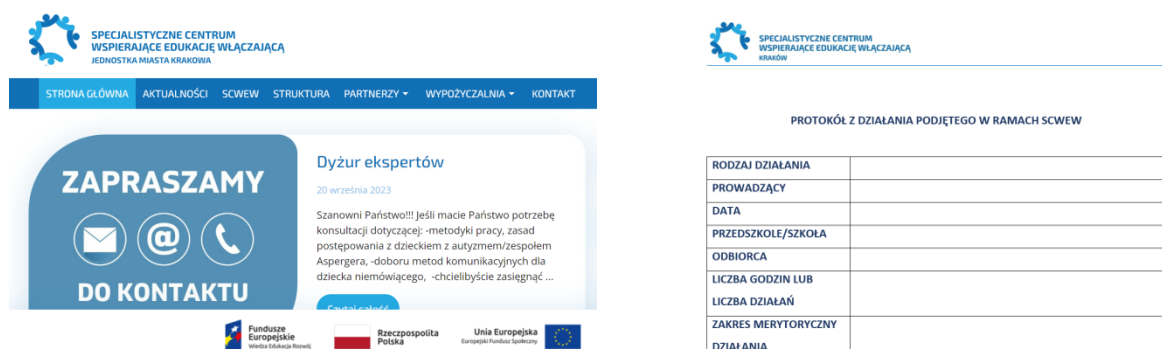 SPECJALISTYCZNE CENTRUM
WSPIERAJĄCE EDUKACJĘ WŁĄCZAJĄCĄ
JEDNOSTKA MIASTA KRAKOWA
STRONA GŁÓWNA AKTUALNOŚCI SCWEW STRUKTURA PARTNERZY WYPOŻYCZALNIA KONTAKT
ZAPRASZAMY
@
DO KONTAKTU
Dyżur ekspertów
20 września 2023
Szanowni Państwo!!! Jeśli macie Państwo potrzebę
konsultacji dotyczącej: -metodyki pracy, zasad
postępowania z dzieckiem z autyzmem/zespołem
Aspergera, -doboru metod komunikacyjnych dla
dziecka niemówiącego, -chcielibyście zasięgnąć ...
Czytaj całość
Fundusze
Europejskie
Wiedza Edukacja Rozwój
Rzeczpospolita
Polska
Unia Europejska
Europejski Fundusz Społeczny
SPECJALISTYCZNE CENTRUM
WSPIERAJĄCE EDUKACJĘ WŁĄCZAJĄCĄ
KRAKÓW
PROTOKÓŁ Z DZIAŁANIA PODJĘTEGO W RAMACH SCWEW
RODZAJ DZIAŁANIA
PROWADZĄCY
DATA
PRZEDSZKOLE/SZKOŁA
ODBIORCA
LICZBA GODZIN LUB
LICZBA DZIAŁAŃ
ZAKRES MERYTORYCZNY
DZIAŁANIA